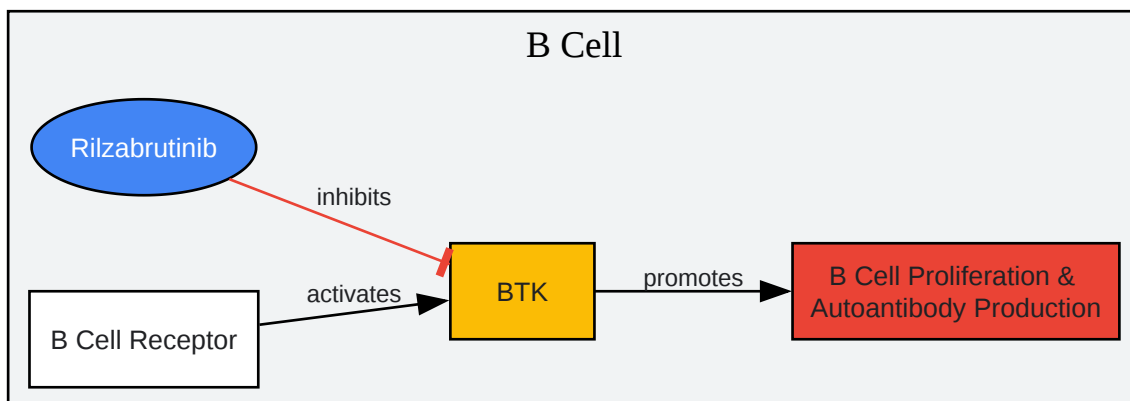 B Cell
Rilzabrutinib
inhibits
B Cell Receptor
activates
BTK
promotes
B Cell Proliferation &
Autoantibody Production